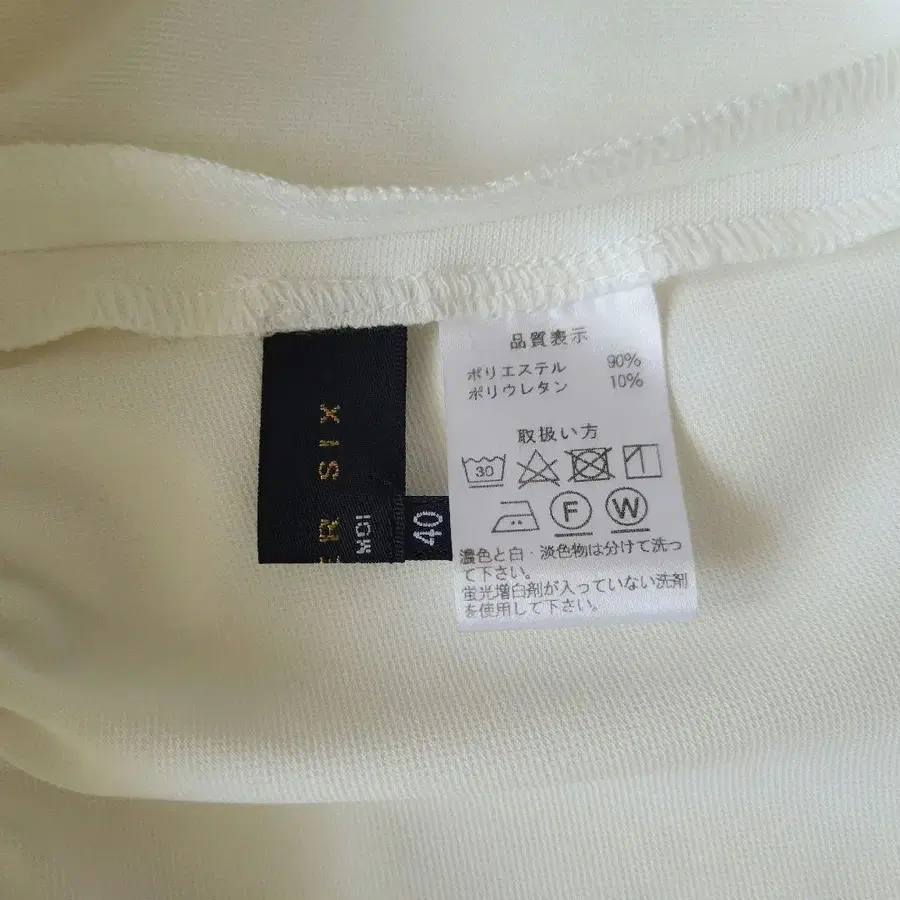 ER SIX
MOI
40
品質表示
ポリエステル 90%
ポリウレタン 10%
取扱い方
30
F
W
濃色と白・淡色物は分けて洗っ
て下さい。
蛍光増白剤が入っていない洗剤
を使用して下さい。